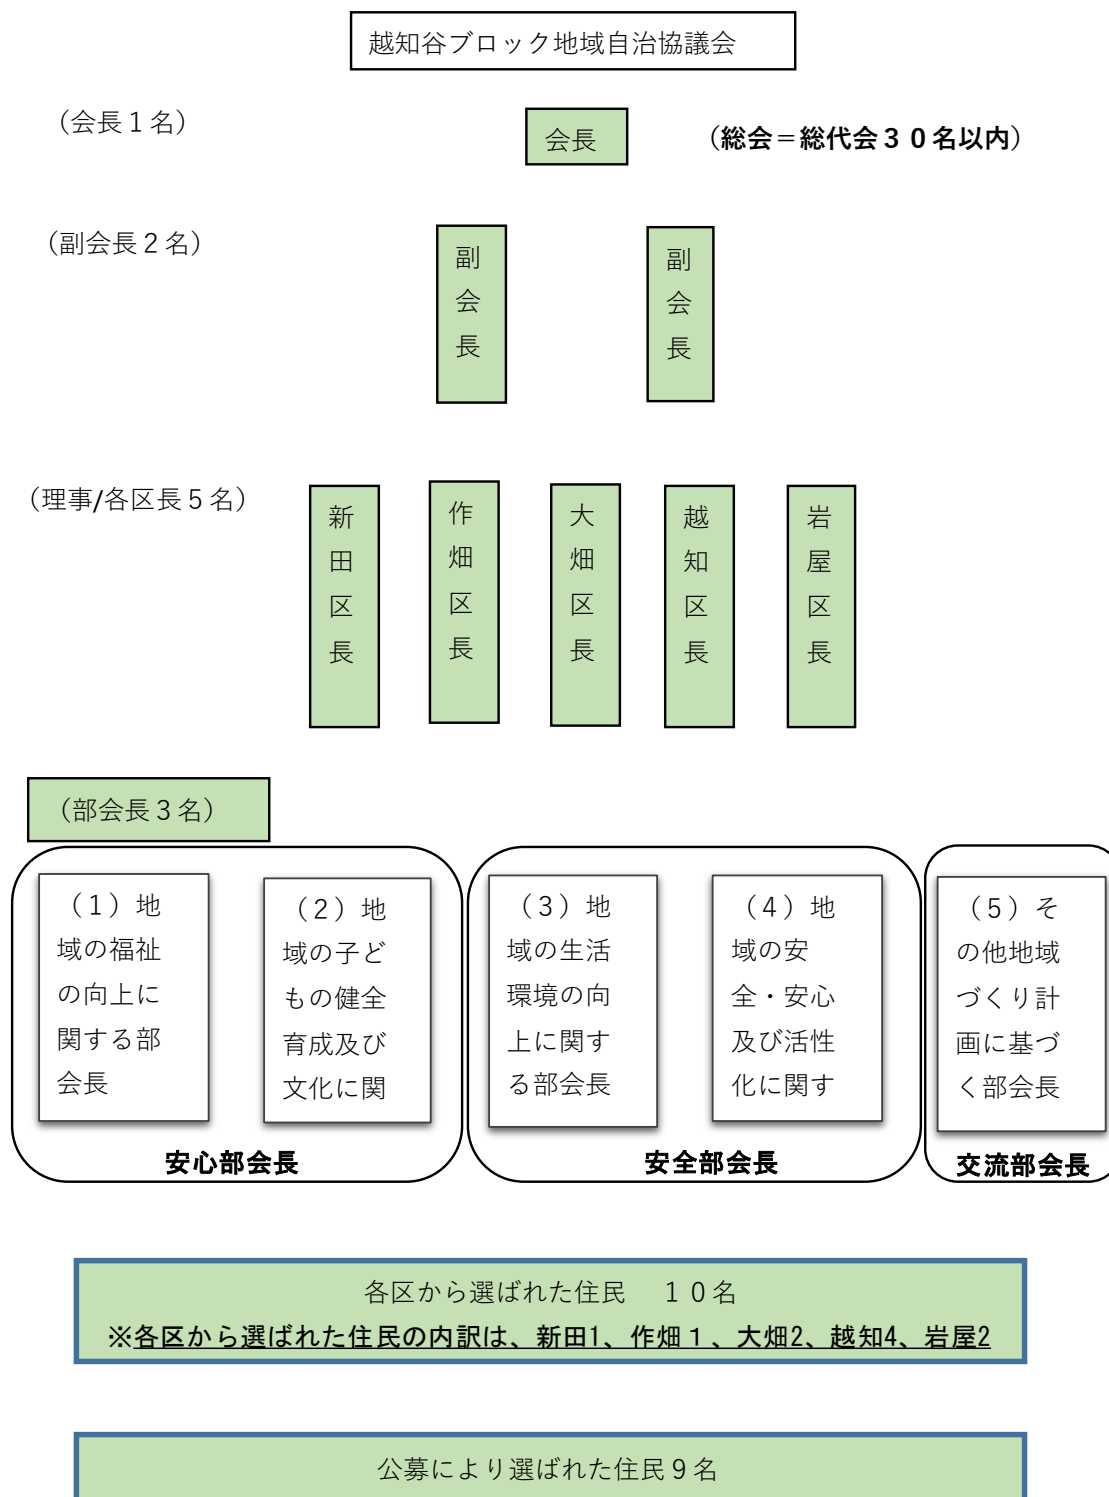 越知谷ブロック地域自治協議会
（会長１名）
会長
（総会＝総代会３０名以内）
（副会長２名）
副会長
副会長
（理事/各区長５名）
新田区長
作畑区長
大畑区長
越知区長
岩屋区長
（部会長３名）
（１）地
域の福祉
の向上に
関する部
会長
（２）地
域の子ど
もの健全
育成及び
文化に関
安心部会長
（３）地
域の生活
環境の向
上に関す
る部会長
（４）地
域の安
全・安心
及び活性
化に関す
安全部会長
（５）そ
の他地域
づくり計
画に基づ
く部会長
交流部会長
各区から選ばれた住民　１０名
※各区から選ばれた住民の内訳は、新田1、作畑１、大畑2、越知4、岩屋2
公募により選ばれた住民９名